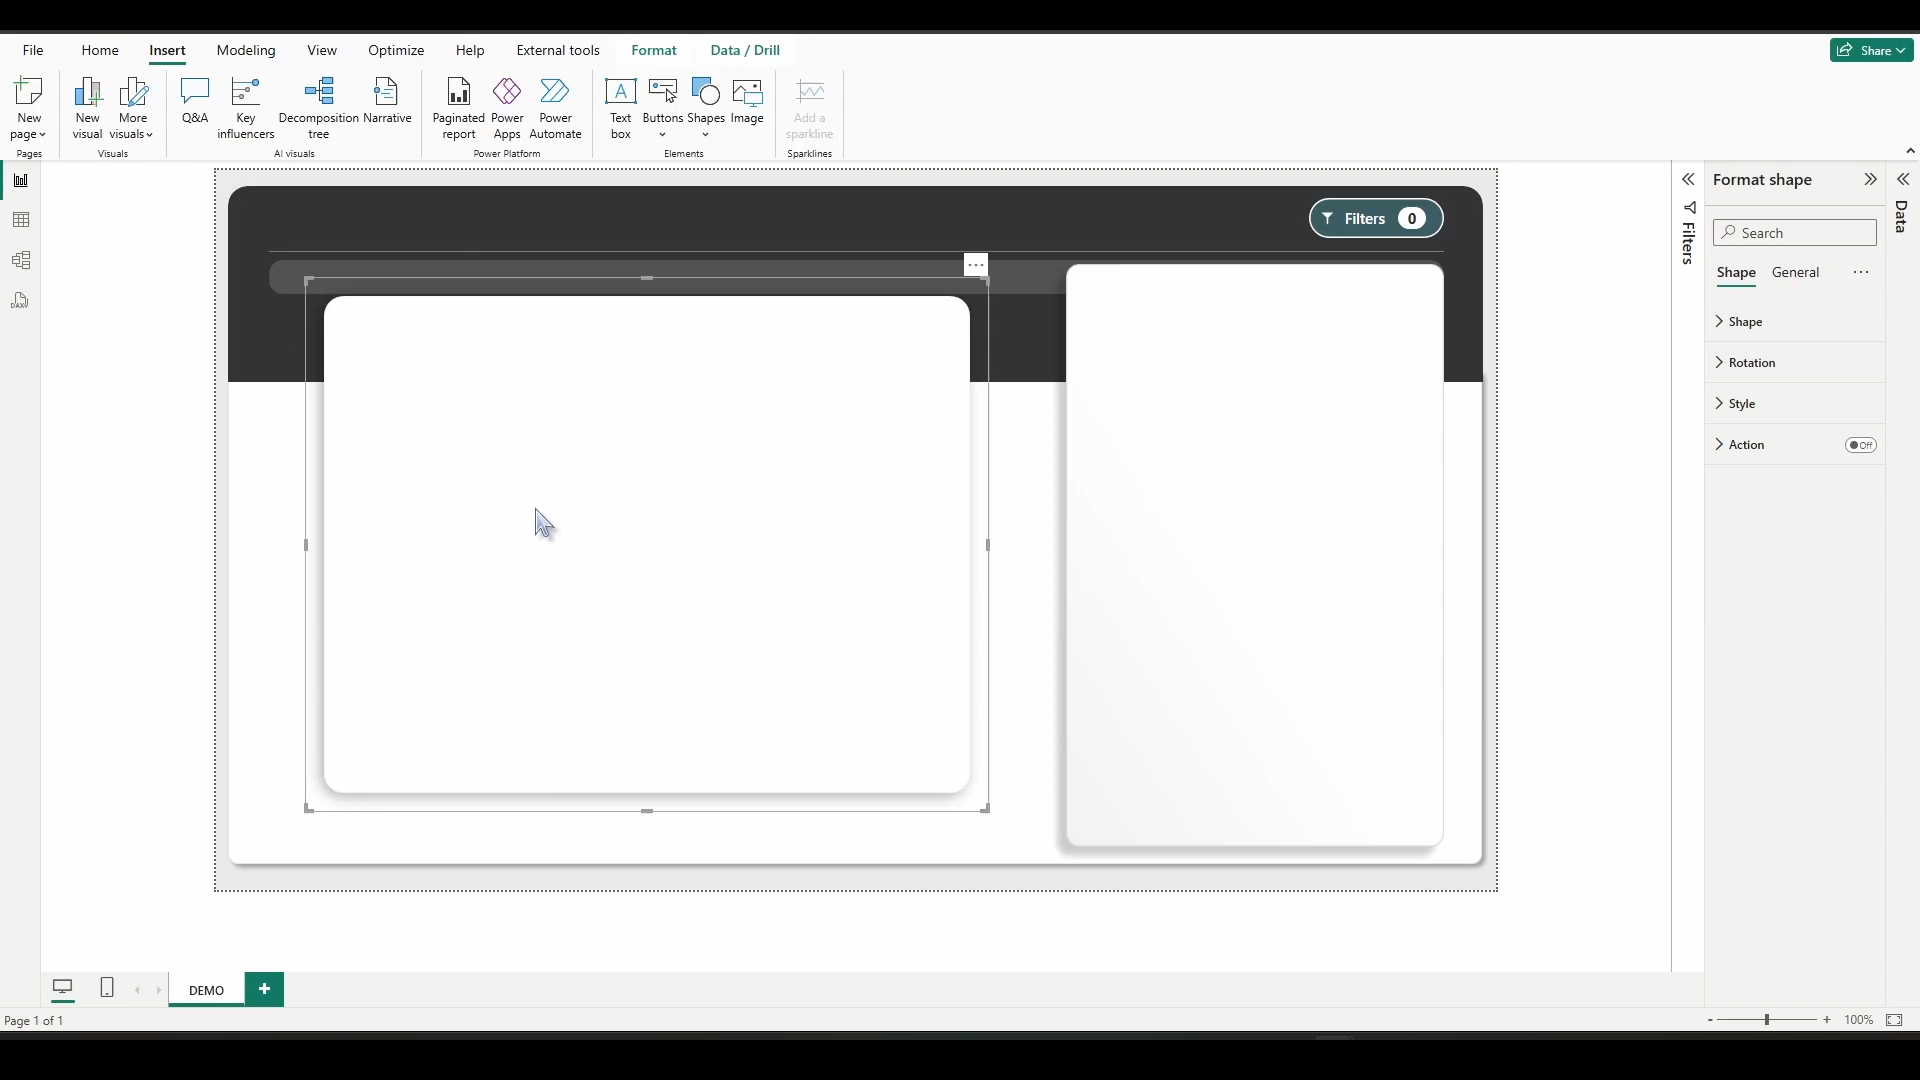 File Home Insert Modeling View Optimize Help External tools Format Data / Drill Share
New page
New visual
More visuals
Q&A
Key influencers
Decomposition tree
Narrative
Paginated report
Power Apps
Power Automate
A
Text box
Buttons
Shapes
Image
Add a sparkline
Pages Visuals AI visuals Power Platform Elements Sparklines
DAX
Filters 0
Filters
Format shape
Search
Shape General
Shape
Rotation
Style
Action Off
Data
DEMO +
Page 1 of 1
- + 100%